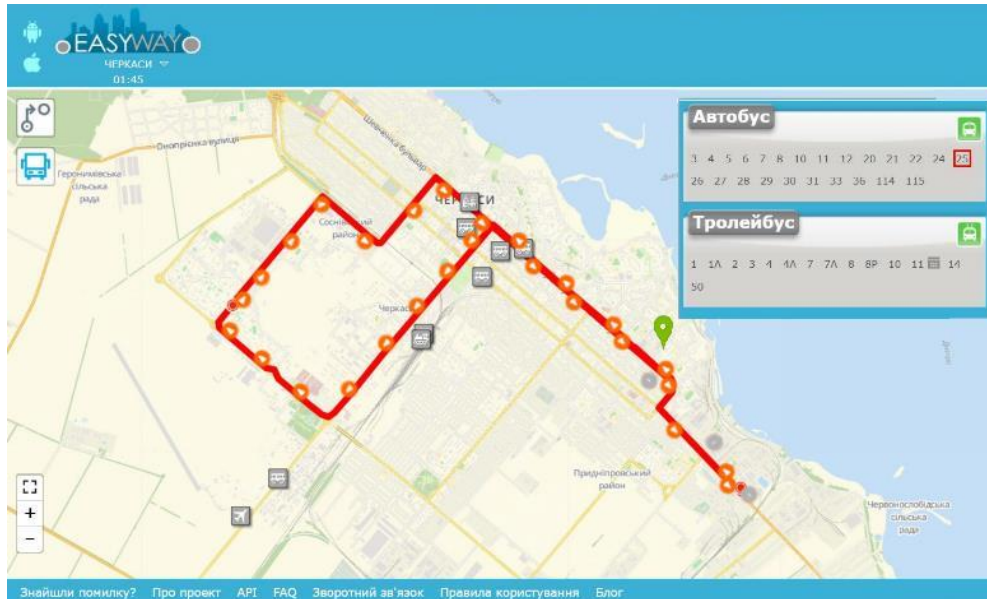 EASYWAY
ЧЕРКАСИ
01:45
Шевченка бульвар
Дніпрієнка вулиця
Геронимівська
сільська
рада
ЧЕРКАСИ
Соснівський
район
Черкаси
Придніпровський
район
Червонослобідська
сільська
рада
Автобус
3 4 5 6 7 8 10 11 12 20 21 22 24 25
26 27 28 29 30 31 33 36 114 115
Тролейбус
1 1А 2 3 4 4А 7 7А 8 8Р 10 11 14
50
+
−
Знайшли помилку? Про проект API FAQ Зворотний зв'язок Правила користування Блог